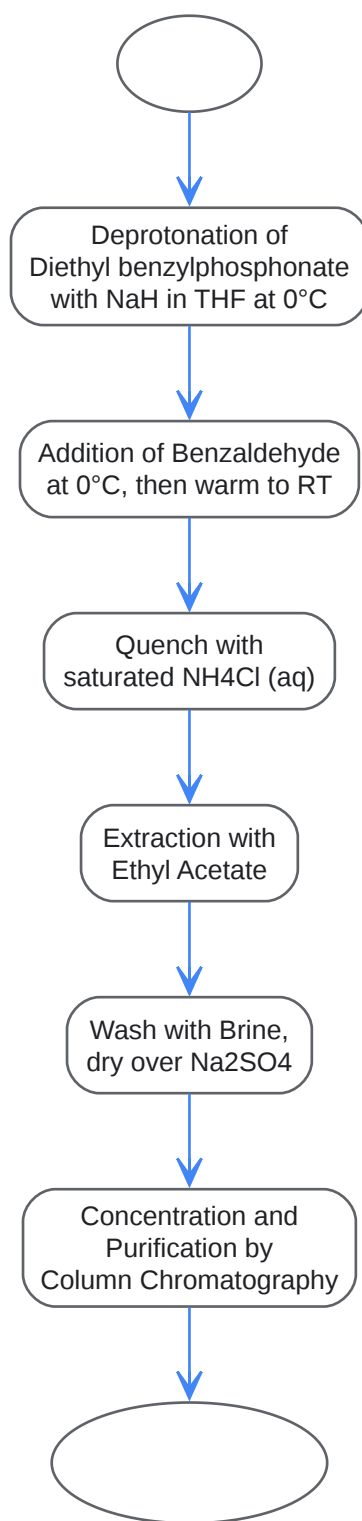 Deprotonation of
Diethyl benzylphosphonate
with NaH in THF at 0°C
Addition of Benzaldehyde
at 0°C, then warm to RT
Quench with
saturated NH4Cl (aq)
Extraction with
Ethyl Acetate
Wash with Brine,
dry over Na2SO4
Concentration and
Purification by
Column Chromatography